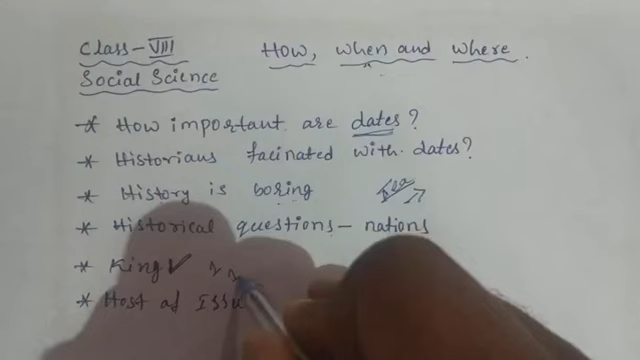 Class - VIII How, when and where.
Social Science
* How important are dates?
* Historians facinated with dates?
* History is boring Tea
* Historical questions - nations
* King ✓
* Host of Issu